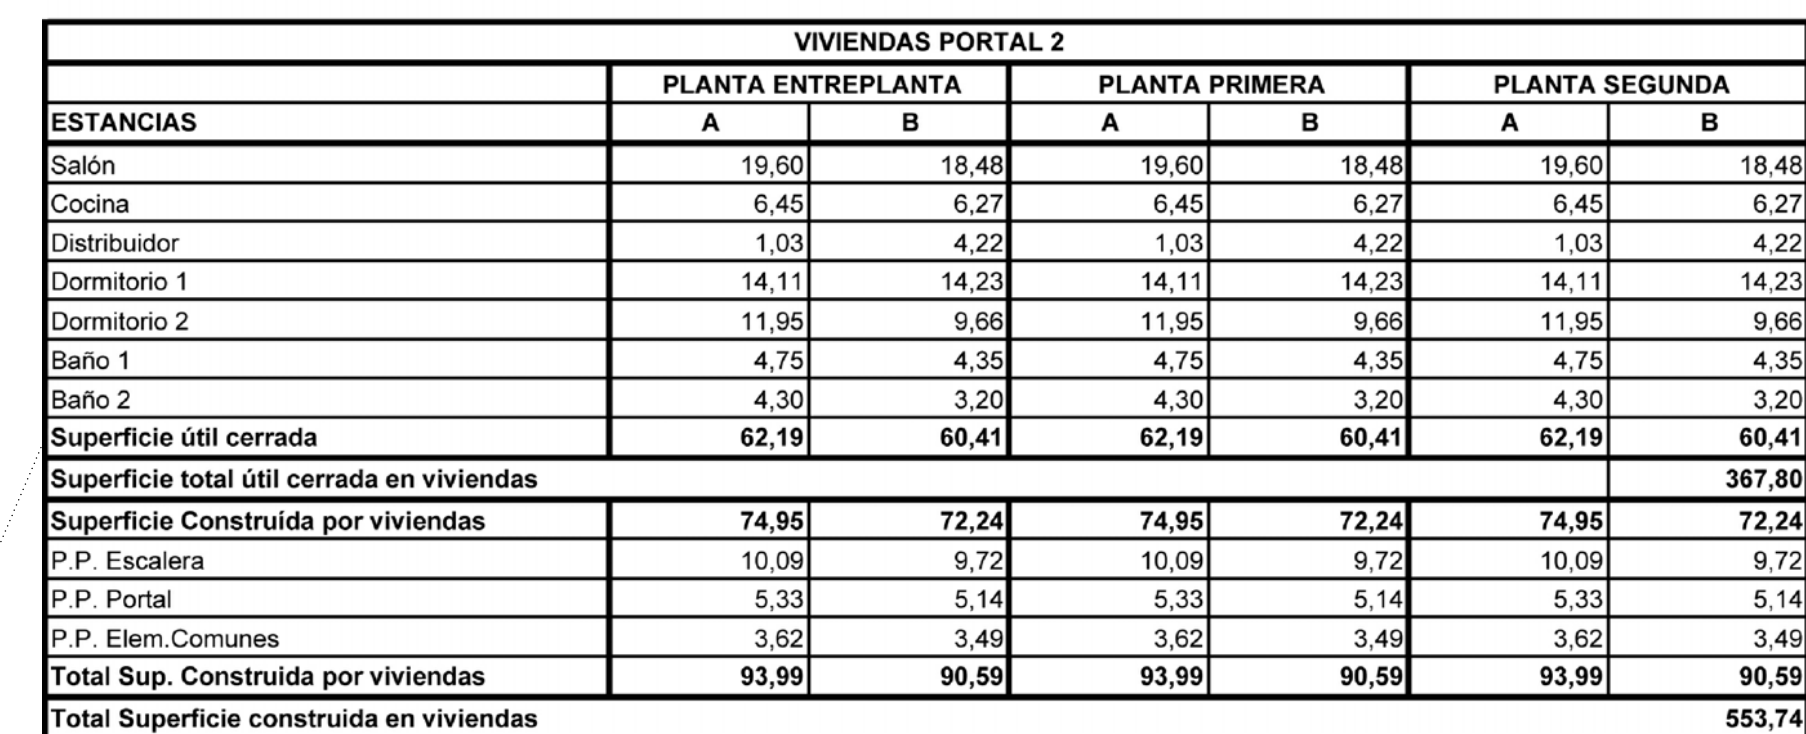 VIVIENDAS PORTAL 2
PLANTA ENTREPLANTA PLANTA PRIMERA PLANTA SEGUNDA
ESTANCIAS A B A B A B
Salón 19,60 18,48 19,60 18,48 19,60 18,48
Cocina 6,45 6,27 6,45 6,27 6,45 6,27
Distribuidor 1,03 4,22 1,03 4,22 1,03 4,22
Dormitorio 1 14,11 14,23 14,11 14,23 14,11 14,23
Dormitorio 2 11,95 9,66 11,95 9,66 11,95 9,66
Baño 1 4,75 4,35 4,75 4,35 4,75 4,35
Baño 2 4,30 3,20 4,30 3,20 4,30 3,20
Superficie útil cerrada 62,19 60,41 62,19 60,41 62,19 60,41
Superficie total útil cerrada en viviendas 367,80
Superficie Construída por viviendas 74,95 72,24 74,95 72,24 74,95 72,24
P.P. Escalera 10,09 9,72 10,09 9,72 10,09 9,72
P.P. Portal 5,33 5,14 5,33 5,14 5,33 5,14
P.P. Elem.Comunes 3,62 3,49 3,62 3,49 3,62 3,49
Total Sup. Construida por viviendas 93,99 90,59 93,99 90,59 93,99 90,59
Total Superficie construida en viviendas 553,74